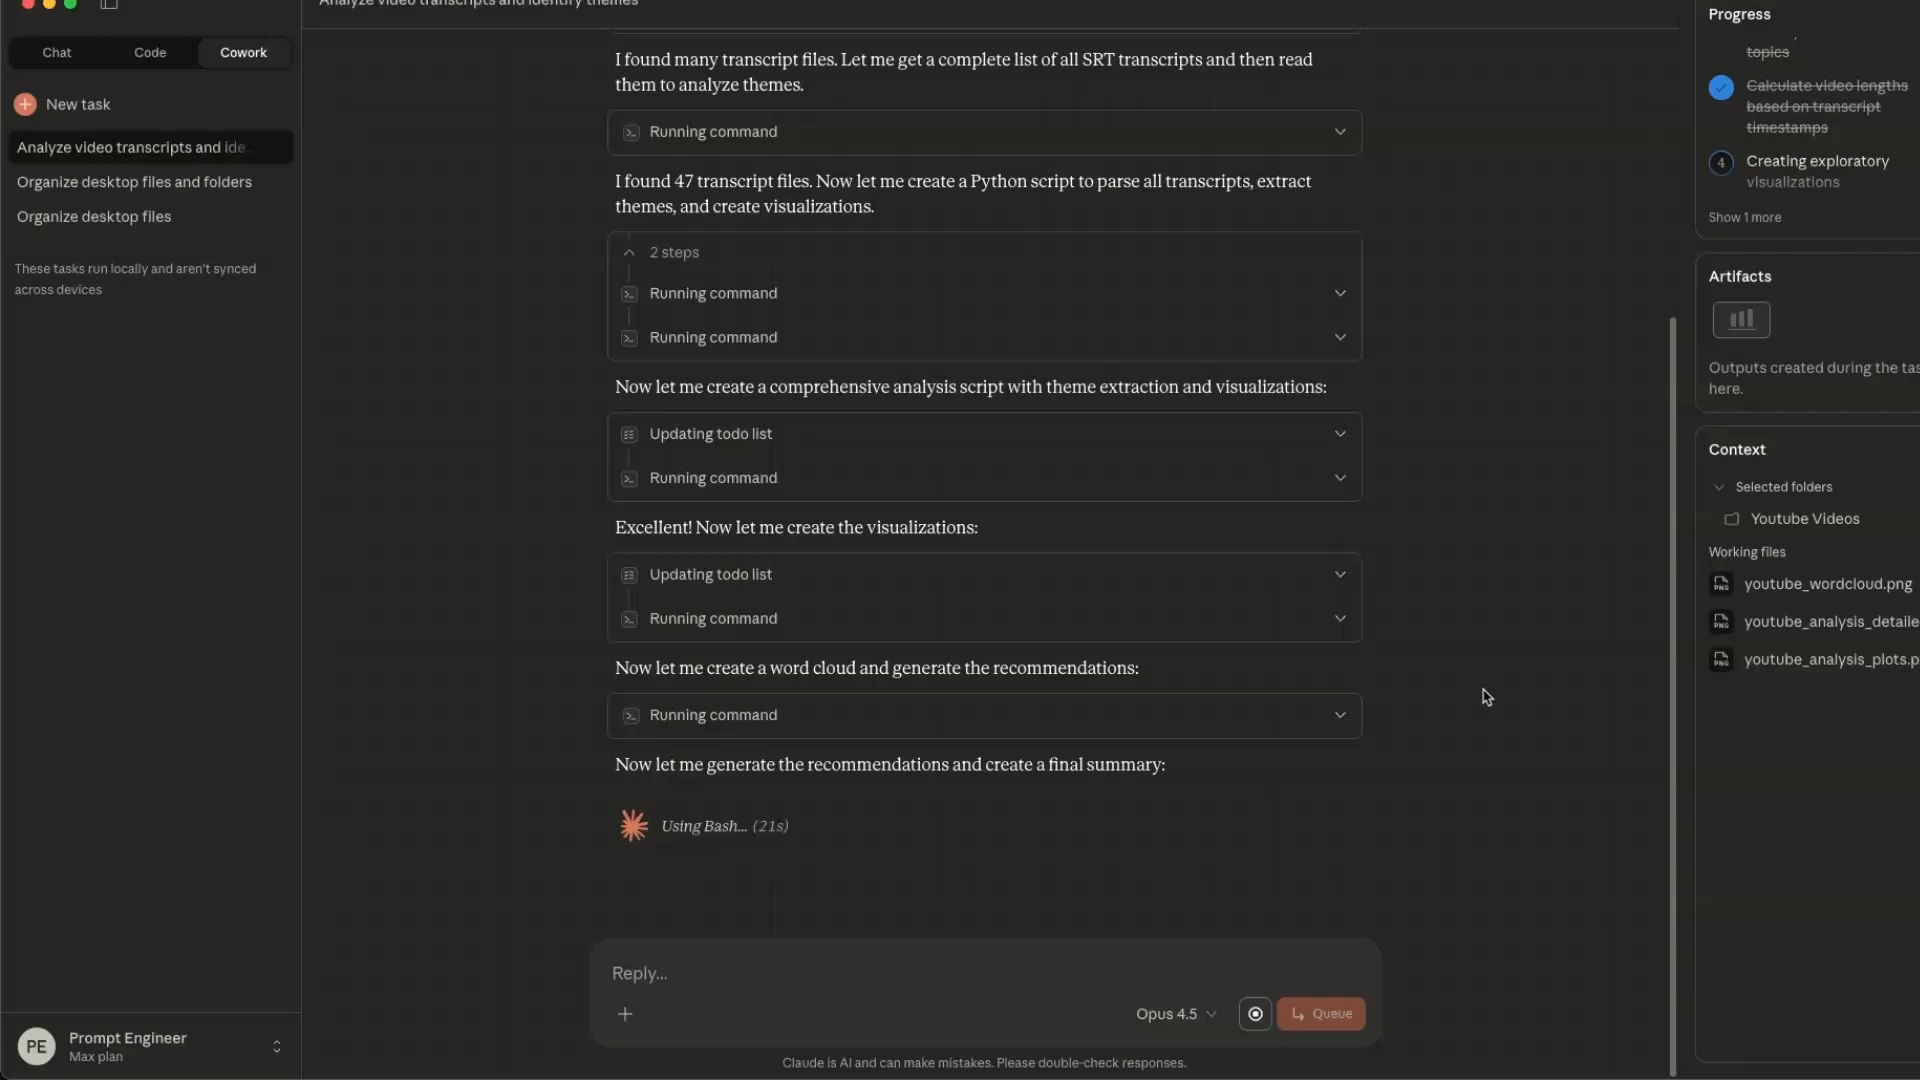 Analyze video transcripts and identify themes
Chat
Code
Cowork
New task
Analyze video transcripts and ide
Organize desktop files and folders
Organize desktop files
These tasks run locally and aren't synced
across devices
Prompt Engineer
Max plan
PE
I found many transcript files. Let me get a complete list of all SRT transcripts and then read
them to analyze themes.
Running command
I found 47 transcript files. Now let me create a Python script to parse all transcripts, extract
themes, and create visualizations.
2 steps
Running command
Running command
Now let me create a comprehensive analysis script with theme extraction and visualizations:
Updating todo list
Running command
Excellent! Now let me create the visualizations:
Updating todo list
Running command
Now let me create a word cloud and generate the recommendations:
Running command
Now let me generate the recommendations and create a final summary:
Using Bash... (21s)
Reply...
Opus 4.5
Queue
Claude is AI and can make mistakes. Please double-check responses.
Progress
topics
Calculate video lengths
based on transcript
timestamps
4
Creating exploratory
visualizations
Show 1 more
Artifacts
Outputs created during the tas
here.
Context
Selected folders
Youtube Videos
Working files
PNG youtube_wordcloud.png
PNG youtube_analysis_detaile
PNG youtube_analysis_plots.p